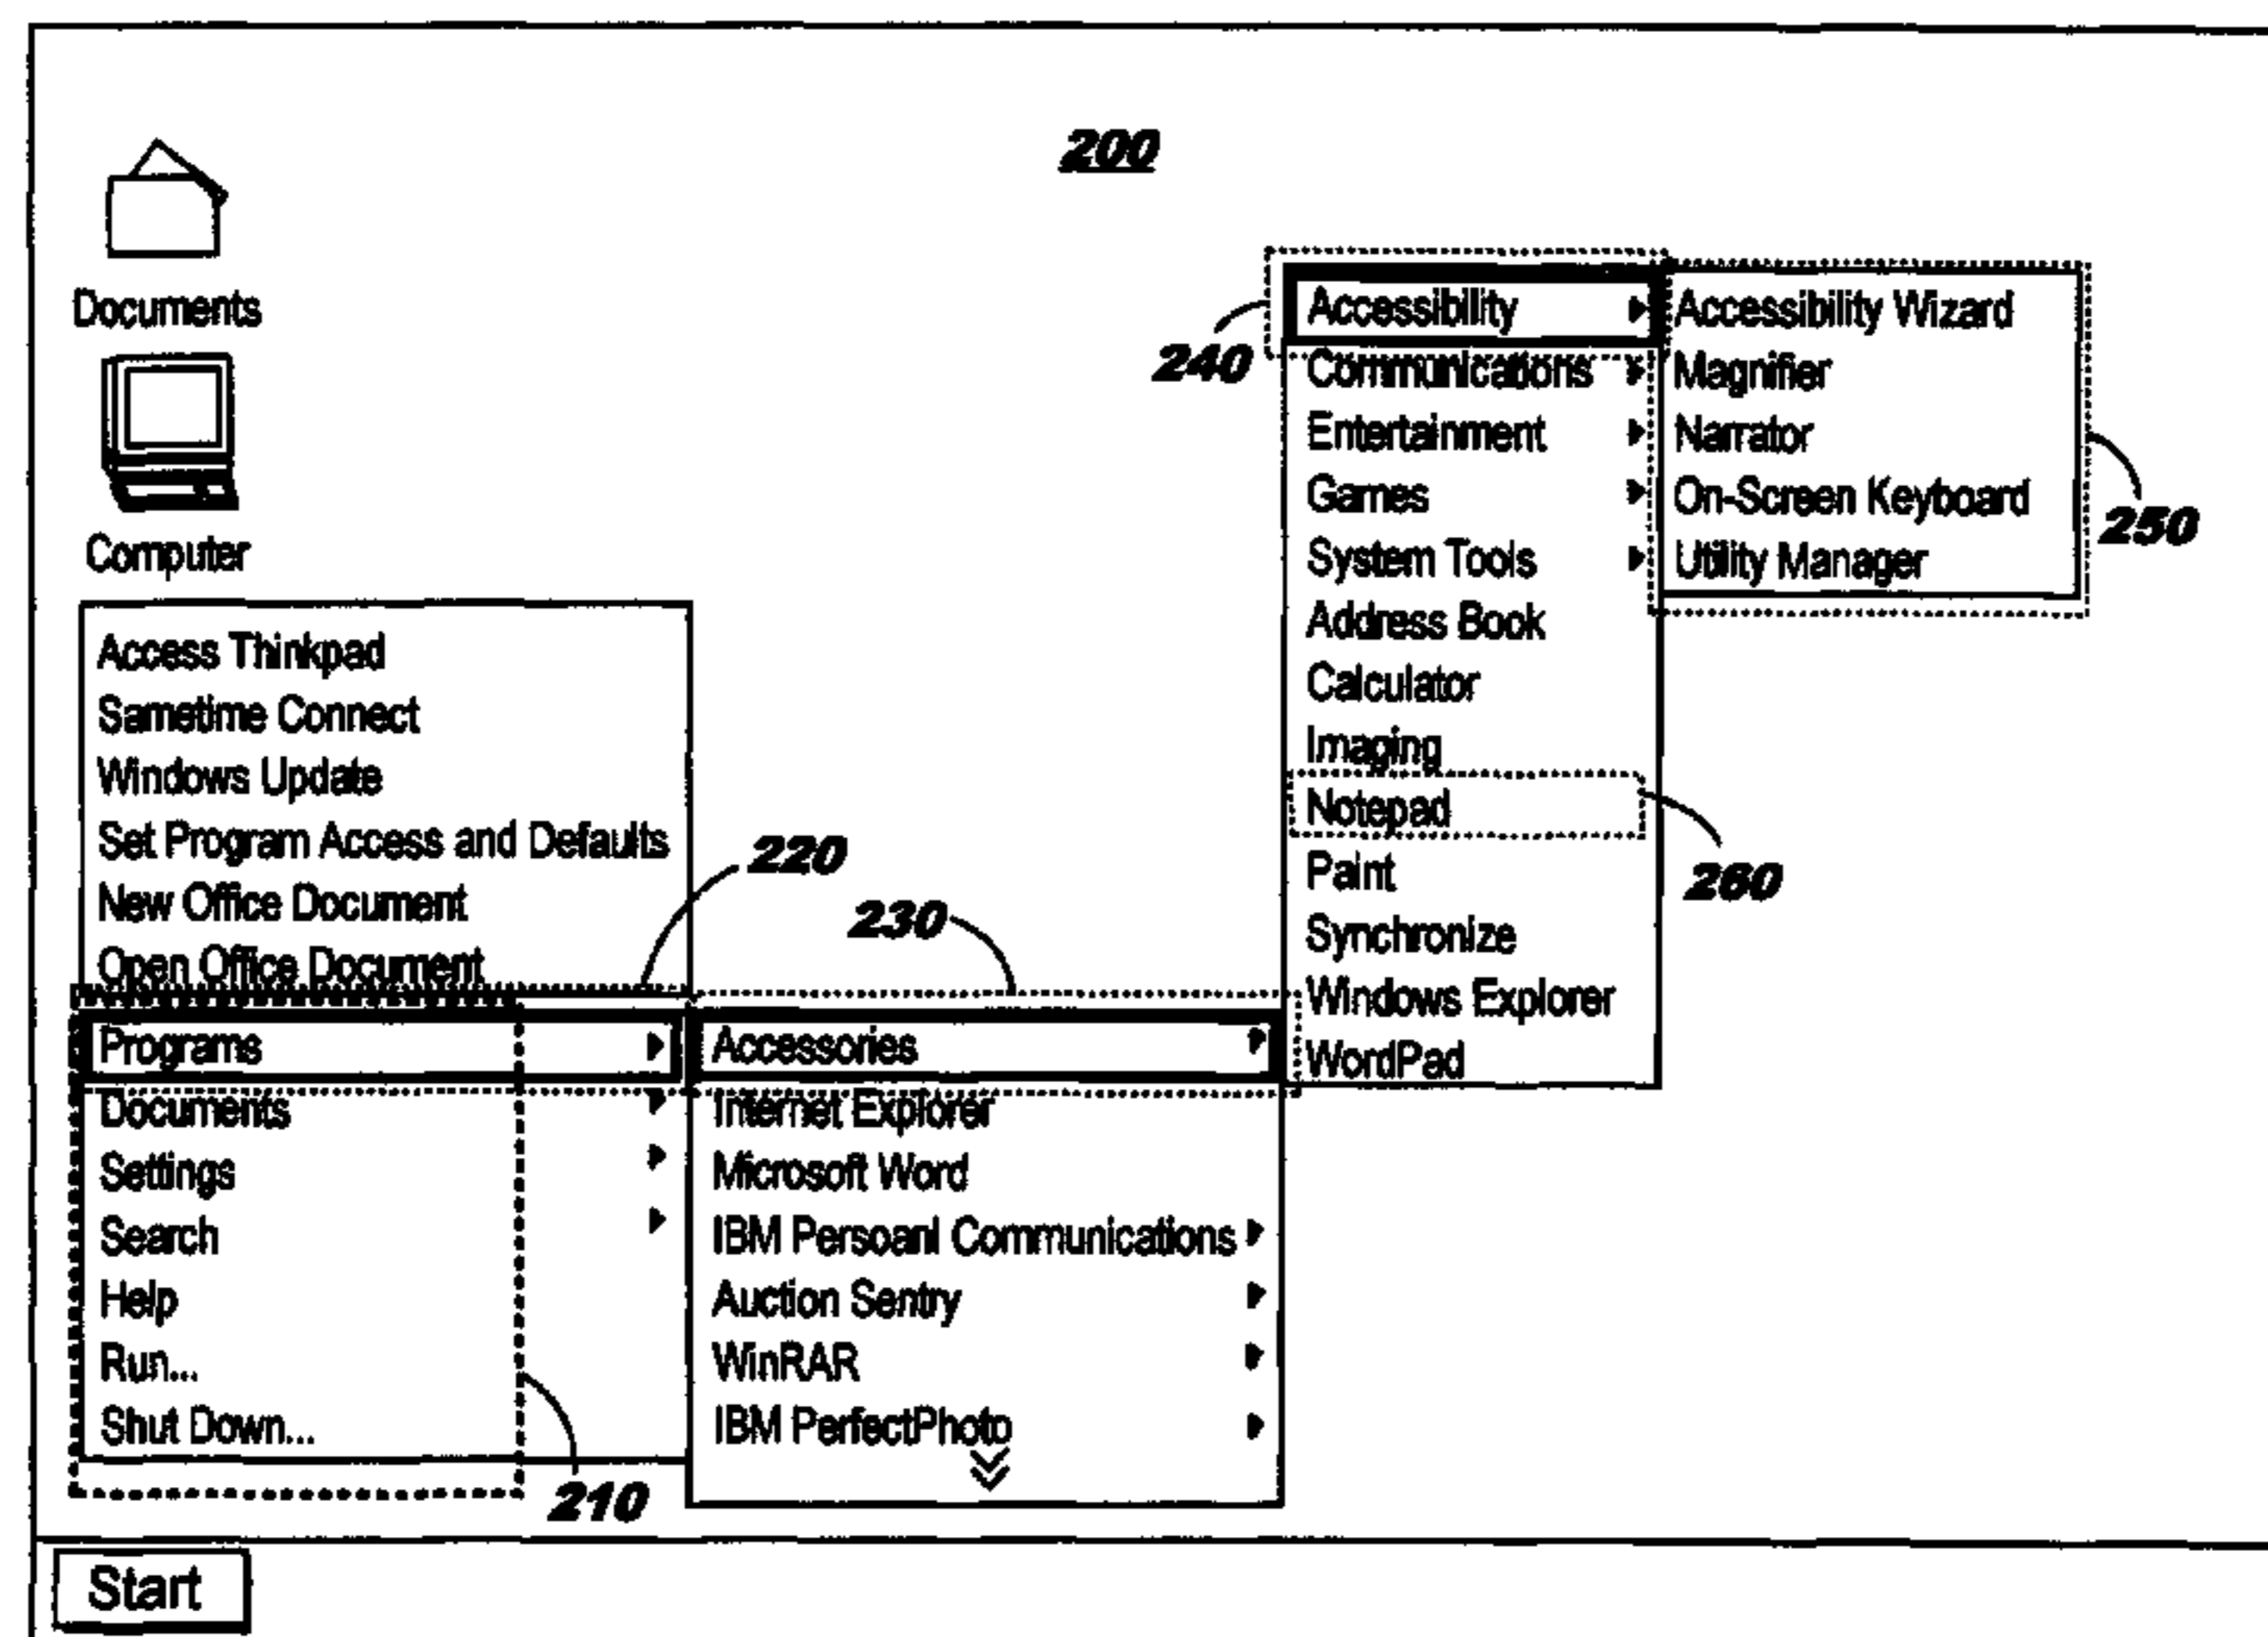 200
Documents
Computer
Access Thinkpad
Sametime Connect
Windows Update
Set Program Access and Defaults
New Office Document
Open Office Document
Programs
Documents
Settings
Search
Help
Run...
Shut Down...
210
220
230
Accessories
Internet Explorer
Microsoft Word
IBM Persoanl Communications
Auction Sentry
WinRAR
IBM PerfectPhoto
240
Accessibility
Communications
Entertainment
Games
System Tools
Address Book
Calculator
Imaging
Notepad
Paint
Synchronize
Windows Explorer
WordPad
260
Accessibility Wizard
Magnifier
Narrator
On-Screen Keyboard
Utility Manager
250
Start